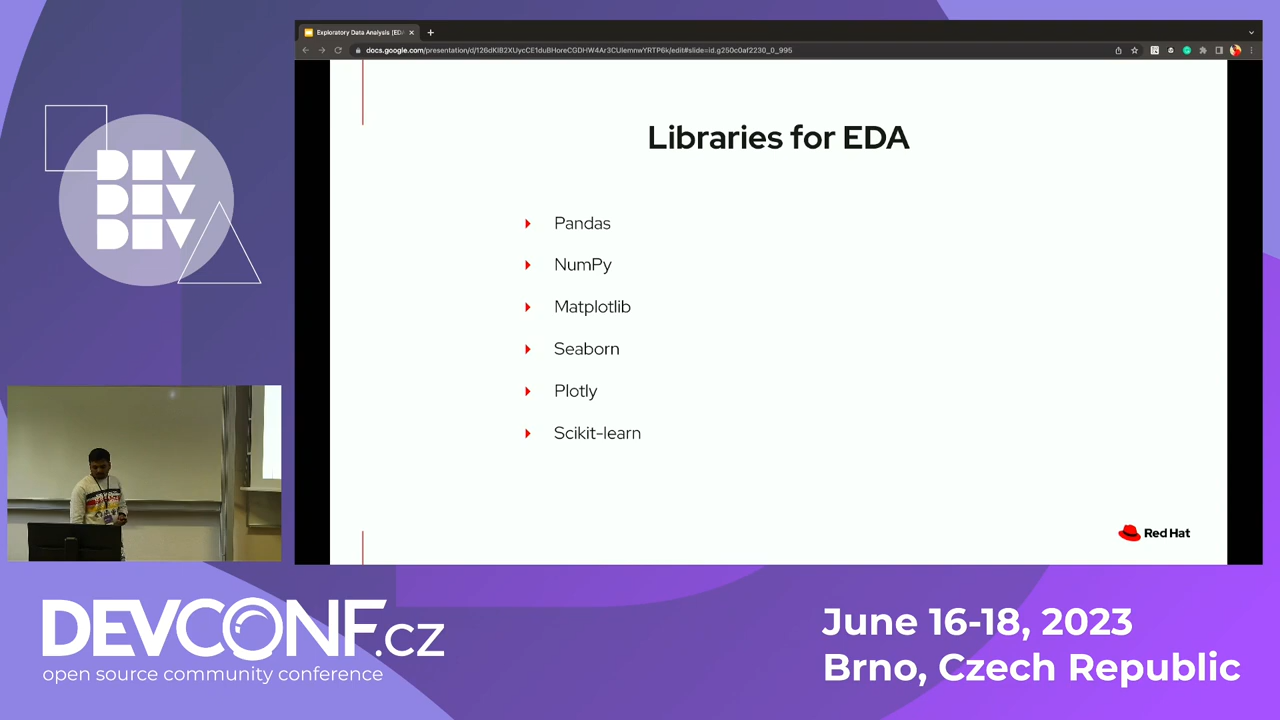 Exploratory Data Analysis (EDA
docs.google.com/presentation/d/126dKlB2XUycCE1duBHoreCGDHW4Ar3CUlemnwYRTP6k/edit#slide=id.g250c0af2230_0_995
DEV
DEV
DEV
Libraries for EDA
Pandas
NumPy
Matplotlib
Seaborn
Plotly
Scikit-learn
Red Hat
DEVCONF.cz
open source community conference
June 16-18, 2023
Brno, Czech Republic